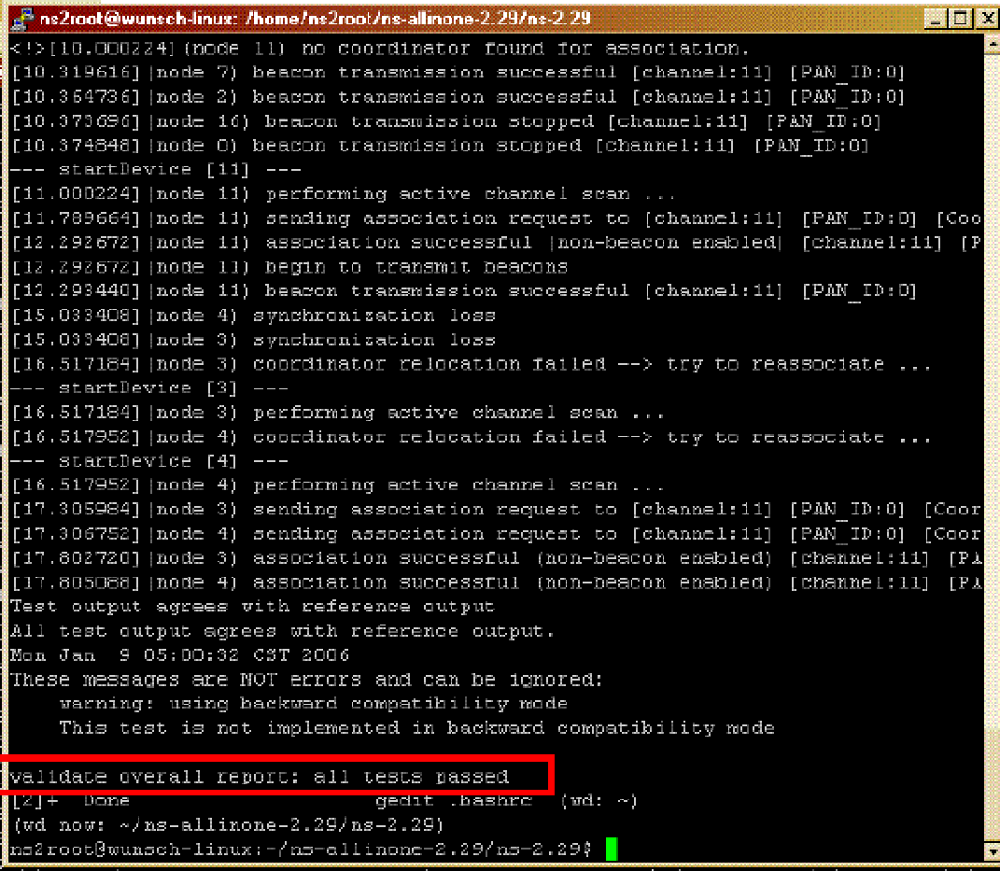 ns2root@wunsch-linux: /home/ns2root/ns-allinone-2.29/ns-2.29
<!>[10.000224](node 11) no coordinator found for association.
[10.319616](node 7) beacon transmission successful [channel:11] [PAN_ID:0]
[10.364736](node 2) beacon transmission successful [channel:11] [PAN_ID:0]
[10.373696](node 16) beacon transmission stopped [channel:11] [PAN_ID:0]
[10.374848](node 0) beacon transmission stopped [channel:11] [PAN_ID:0]
--- startDevice [11] ---
[11.000224](node 11) performing active channel scan ...
[11.789664](node 11) sending association request to [channel:11] [PAN_ID:0] [Coo
[12.292672](node 11) association successful (non-beacon enabled) [channel:11] [P
[12.292672](node 11) begin to transmit beacons
[12.293440](node 11) beacon transmission successful [channel:11] [PAN_ID:0]
[15.033408](node 4) synchronization loss
[15.033408](node 3) synchronization loss
[16.517184](node 3) coordinator relocation failed --> try to reassociate ...
--- startDevice [3] ---
[16.517184](node 3) performing active channel scan ...
[16.517952](node 4) coordinator relocation failed --> try to reassociate ...
--- startDevice [4] ---
[16.517952](node 4) performing active channel scan ...
[17.305984](node 3) sending association request to [channel:11] [PAN_ID:0] [Coor
[17.306752](node 4) sending association request to [channel:11] [PAN_ID:0] [Coor
[17.802720](node 3) association successful (non-beacon enabled) [channel:11] [PA
[17.805088](node 4) association successful (non-beacon enabled) [channel:11] [PA
Test output agrees with reference output
All test output agrees with reference output.
Mon Jan  9 05:00:32 CST 2006
These messages are NOT errors and can be ignored:
    warning: using backward compatibility mode
    This test is not implemented in backward compatibility mode
validate overall report: all tests passed
[2]+  Done                    gedit .bashrc  (wd: ~)
(wd now: ~/ns-allinone-2.29/ns-2.29)
ns2root@wunsch-linux:~/ns-allinone-2.29/ns-2.29$